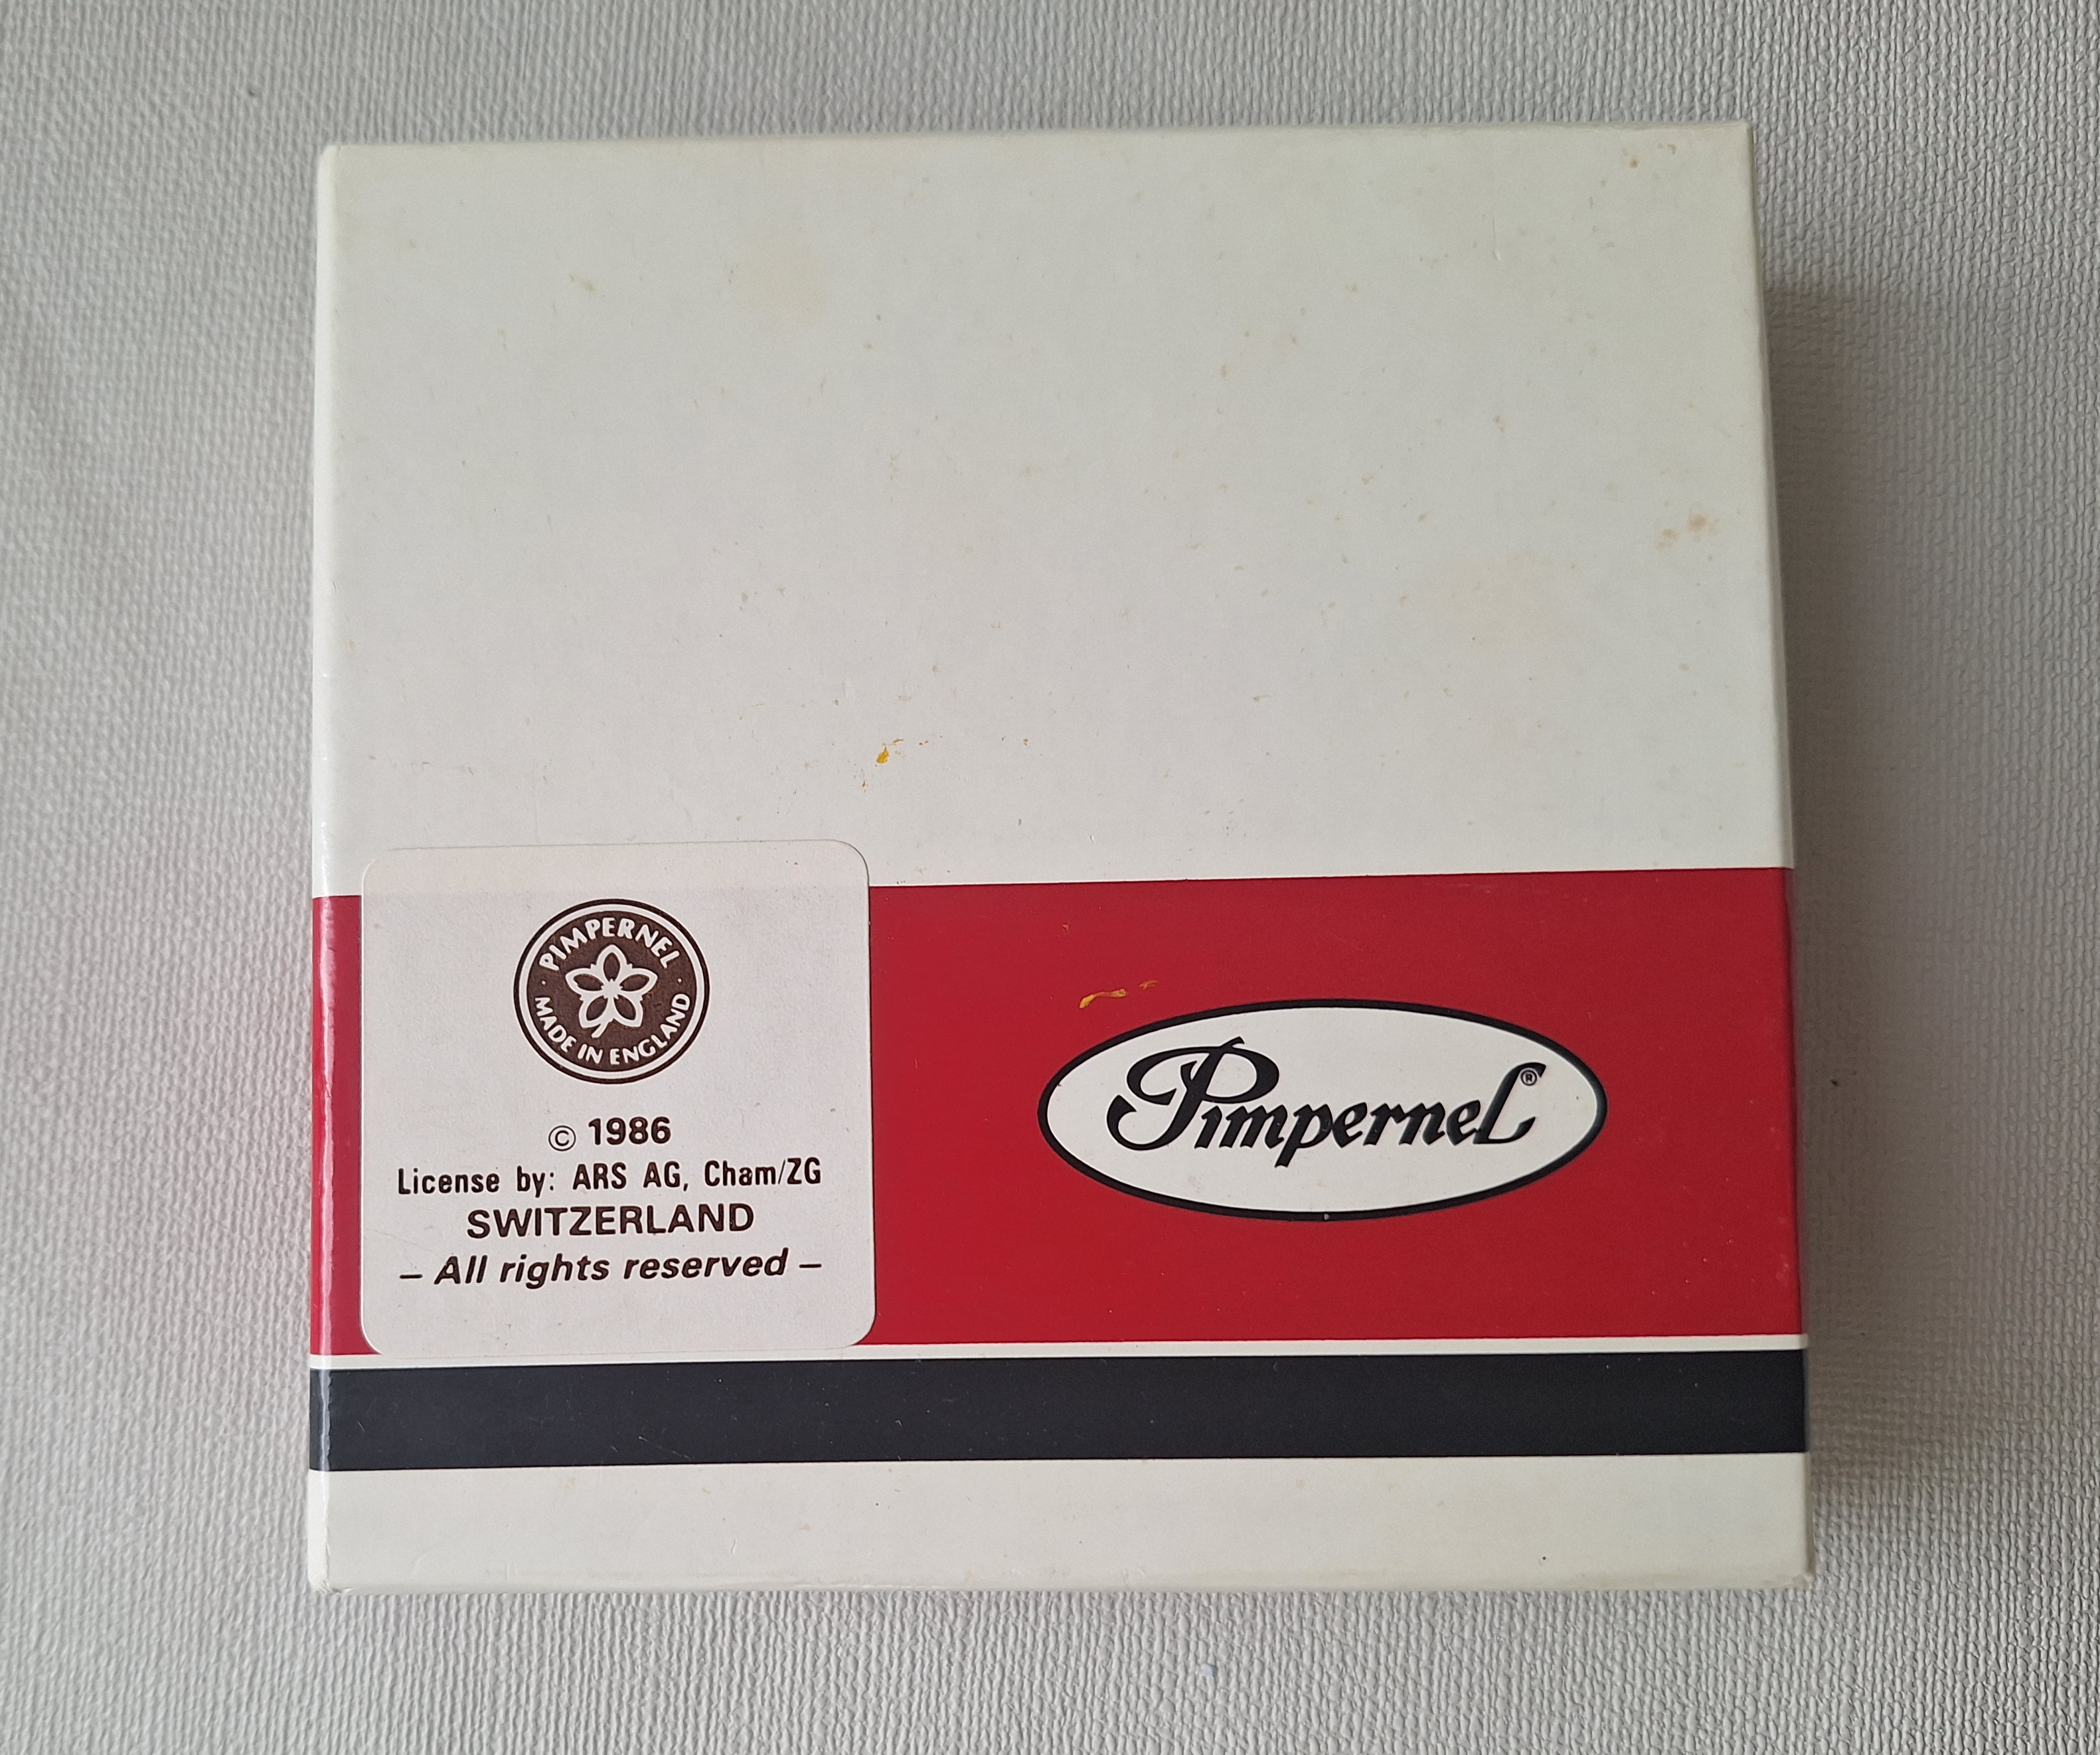 PIMPERNEL
MADE IN ENGLAND
© 1986
License by: ARS AG, Cham/ZG
SWITZERLAND
– All rights reserved –
Pimpernel®